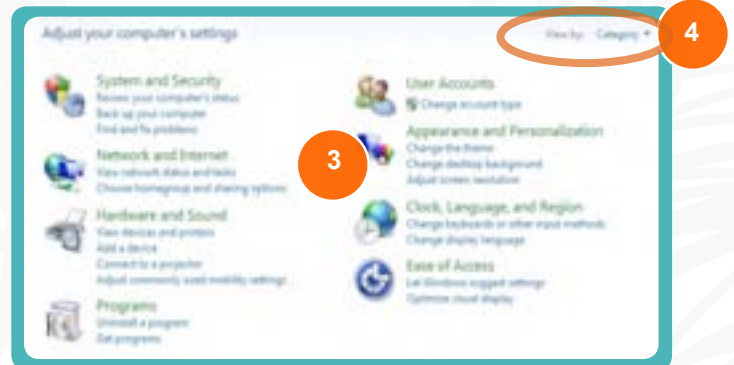 Adjust your computer's settings
View by: Category
4
System and Security
Review your computer's status
Back up your computer
Find and fix problems
Network and Internet
View network status and tasks
Choose homegroup and sharing options
Hardware and Sound
View devices and printers
Add a device
Connect to a projector
Adjust commonly used mobility settings
Programs
Uninstall a program
Get programs
3
User Accounts
Change account type
Appearance and Personalization
Change the theme
Change desktop background
Adjust screen resolution
Clock, Language, and Region
Change keyboards or other input methods
Change display language
Ease of Access
Let Windows suggest settings
Optimize visual display